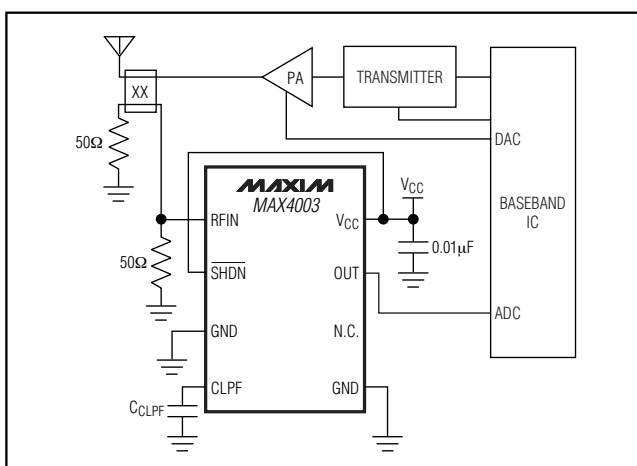 XX
PA
TRANSMITTER
50Ω
DAC
BASEBAND
IC
MAXIM
MAX4003
VCC
RFIN
VCC
0.01µF
50Ω
SHDN
OUT
ADC
GND
N.C.
CLPF
GND
CCLPF